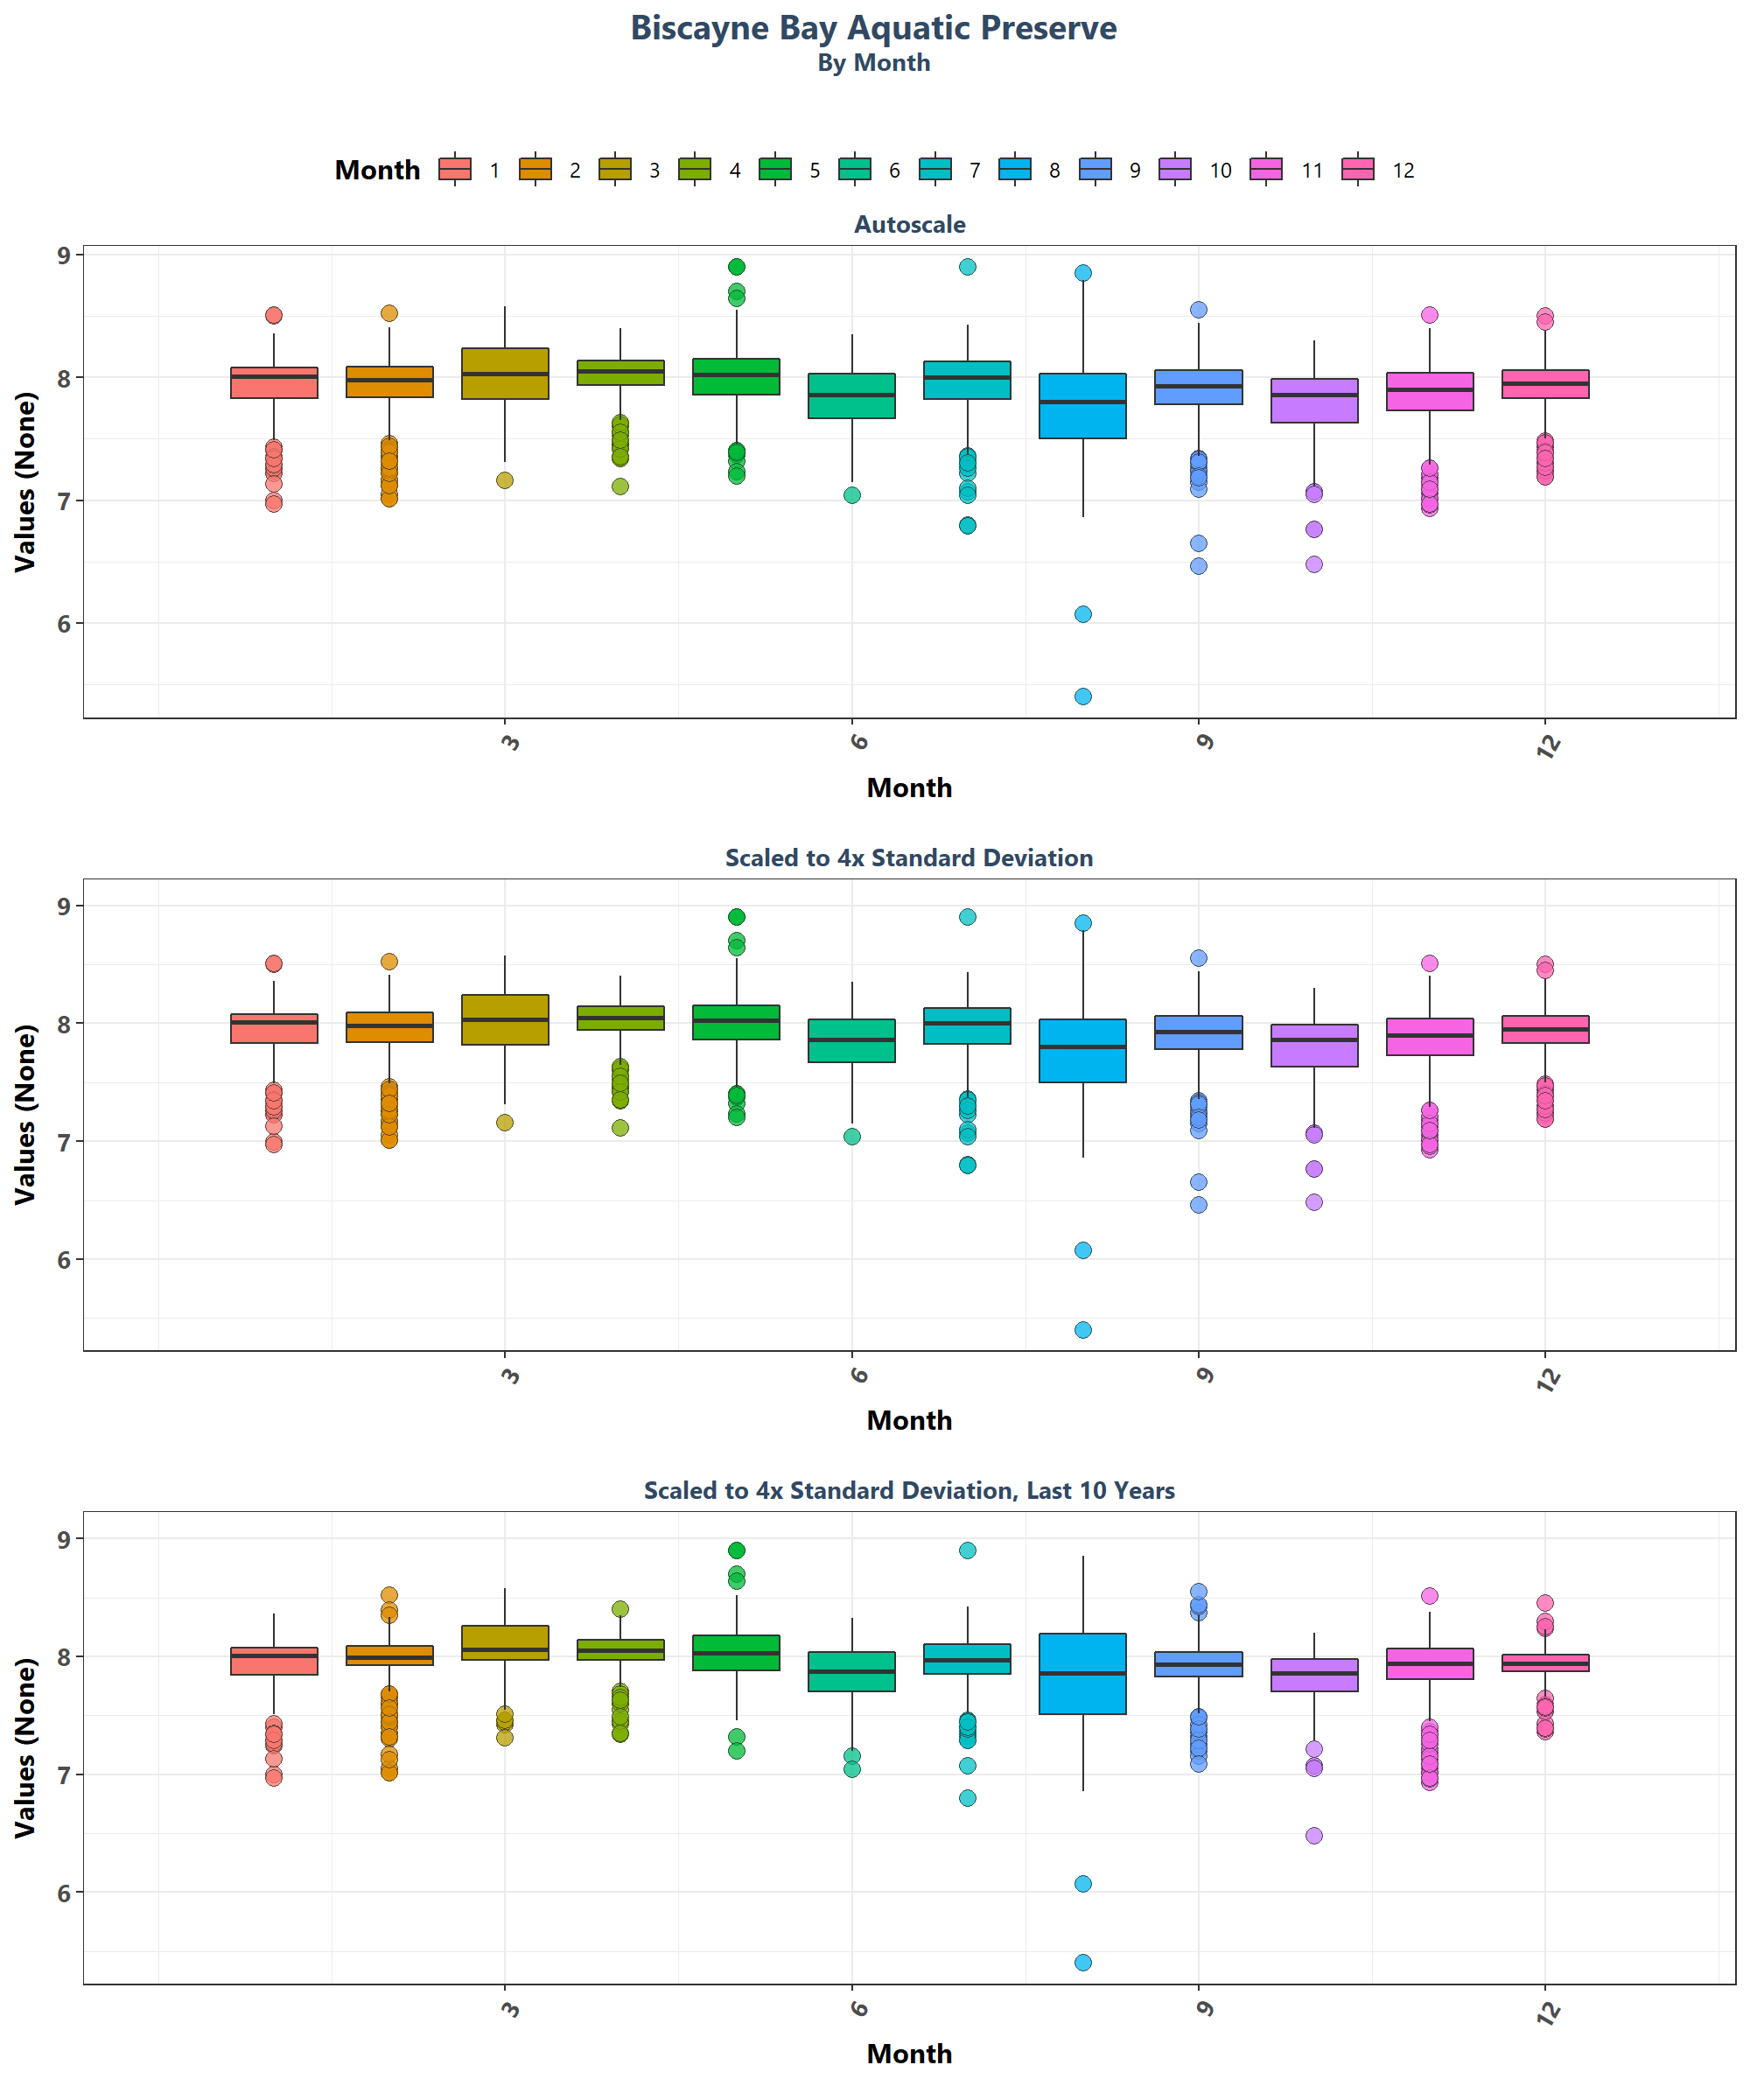 Biscayne Bay Aquatic Preserve
By Month
Month 1 2 3 4 5 6 7 8 9 10 11 12
Autoscale
Values (None)
9
8
7
6
3 6 9 12
Month
Scaled to 4x Standard Deviation
Values (None)
9
8
7
6
3 6 9 12
Month
Scaled to 4x Standard Deviation, Last 10 Years
Values (None)
9
8
7
6
3 6 9 12
Month